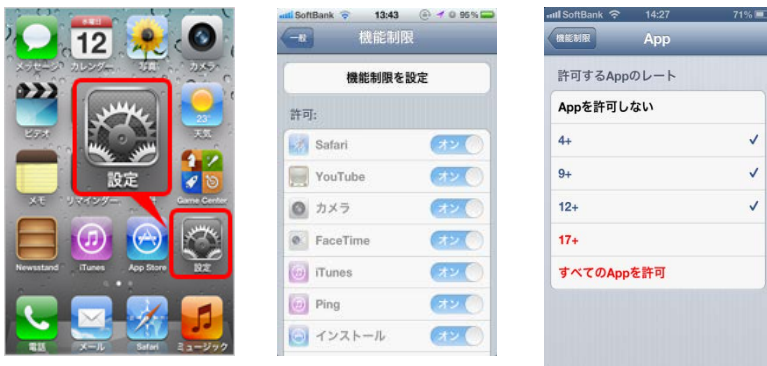 水曜日
12
メッセージ
カレンダー
写真
カメラ
23°
ビデオ
天気
設定
メモ
リマインダー
Game Center
Newsstand
iTunes
App Store
設定
電話
メール
Safari
ミュージック
SoftBank 13:43 95%
一般
機能制限
機能制限を設定
許可:
Safari オン
YouTube オン
カメラ オン
FaceTime オン
iTunes オン
Ping オン
インストール オン
SoftBank 14:27 71%
機能制限
App
許可するAppのレート
Appを許可しない
4+
9+
12+
17+
すべてのAppを許可